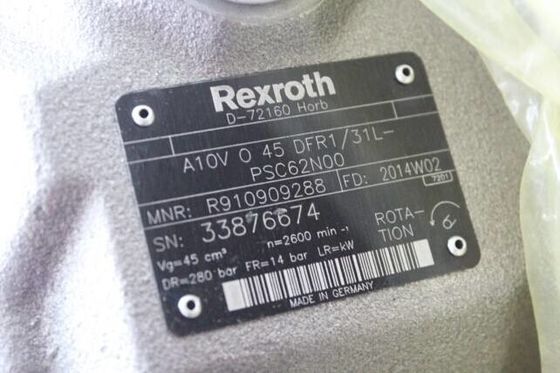 Rexroth
D-72160 Horb
A10V O 45 DFR1/31L-
PSC62N00
MNR: R910909288 FD: 2014W02
7201
SN: 33876674
ROTA-
TION
Vg=45 cm³ n=2600 min -1
DR=280 bar FR=14 bar LR=kW
MADE IN GERMANY